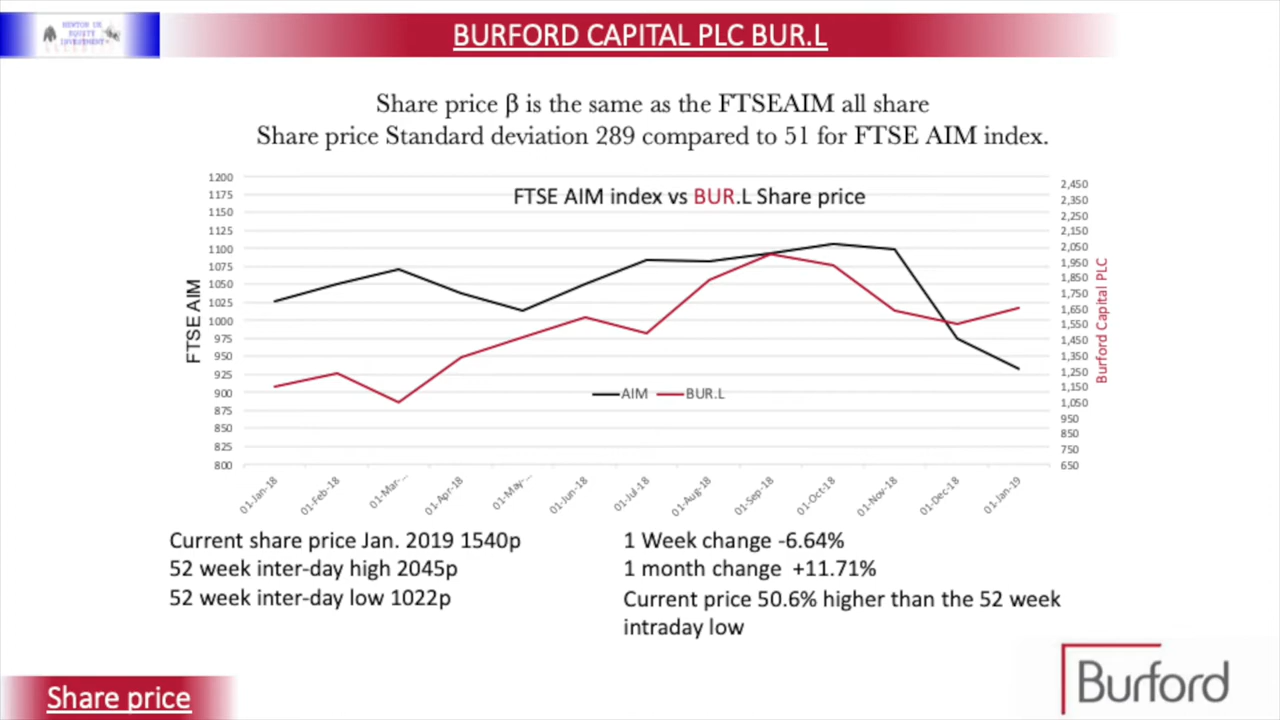 NEWTON UK
EQUITY
INVESTMENT
BURFORD CAPITAL PLC BUR.L
Share price β is the same as the FTSEAIM all share
Share price Standard deviation 289 compared to 51 for FTSE AIM index.
FTSE AIM index vs BUR.L Share price
FTSE AIM
1200
1175
1150
1125
1100
1075
1050
1025
1000
975
950
925
900
875
850
825
800
2,450
2,350
2,250
2,150
2,050
1,950
1,850
1,750
1,650
1,550
1,450
1,350
1,250
1,150
1,050
950
850
750
650
Burford Capital PLC
AIM BUR.L
01-Jan-18
01-Feb-18
01-Mar-...
01-Apr-18
01-May-...
01-Jun-18
01-Jul-18
01-Aug-18
01-Sep-18
01-Oct-18
01-Nov-18
01-Dec-18
01-Jan-19
Current share price Jan. 2019 1540p
52 week inter-day high 2045p
52 week inter-day low 1022p
1 Week change -6.64%
1 month change +11.71%
Current price 50.6% higher than the 52 week
intraday low
Share price
Burford